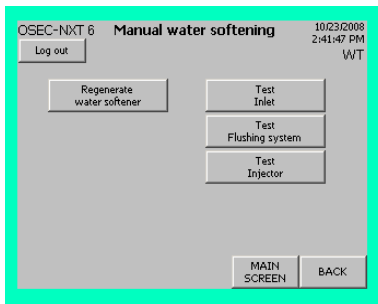 OSEC-NXT 6 Manual water softening 10/23/2008
2:41:47 PM
Log out WT
Regenerate
water softener
Test
Inlet
Test
Flushing system
Test
Injector
MAIN
SCREEN
BACK